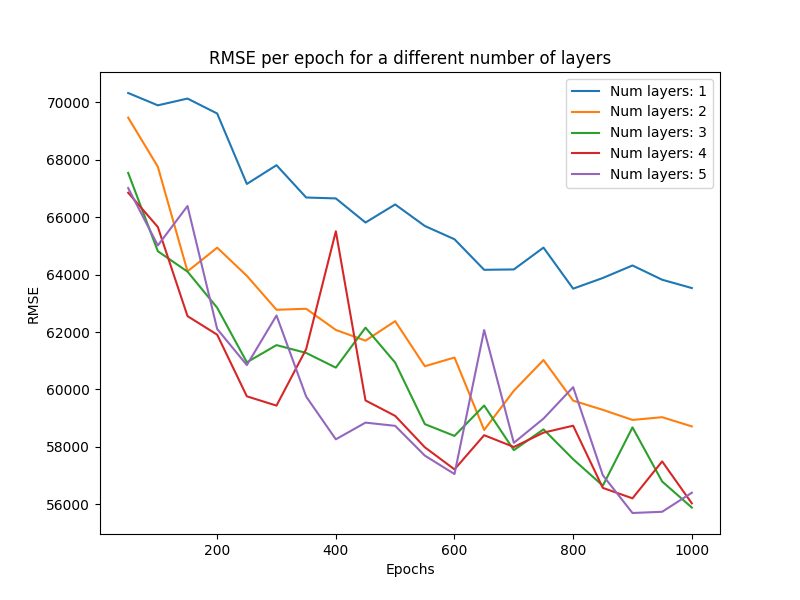 RMSE per epoch for a different number of layers
70000
68000
66000
64000
62000
60000
58000
56000
RMSE
Num layers: 1
Num layers: 2
Num layers: 3
Num layers: 4
Num layers: 5
200 400 600 800 1000
Epochs